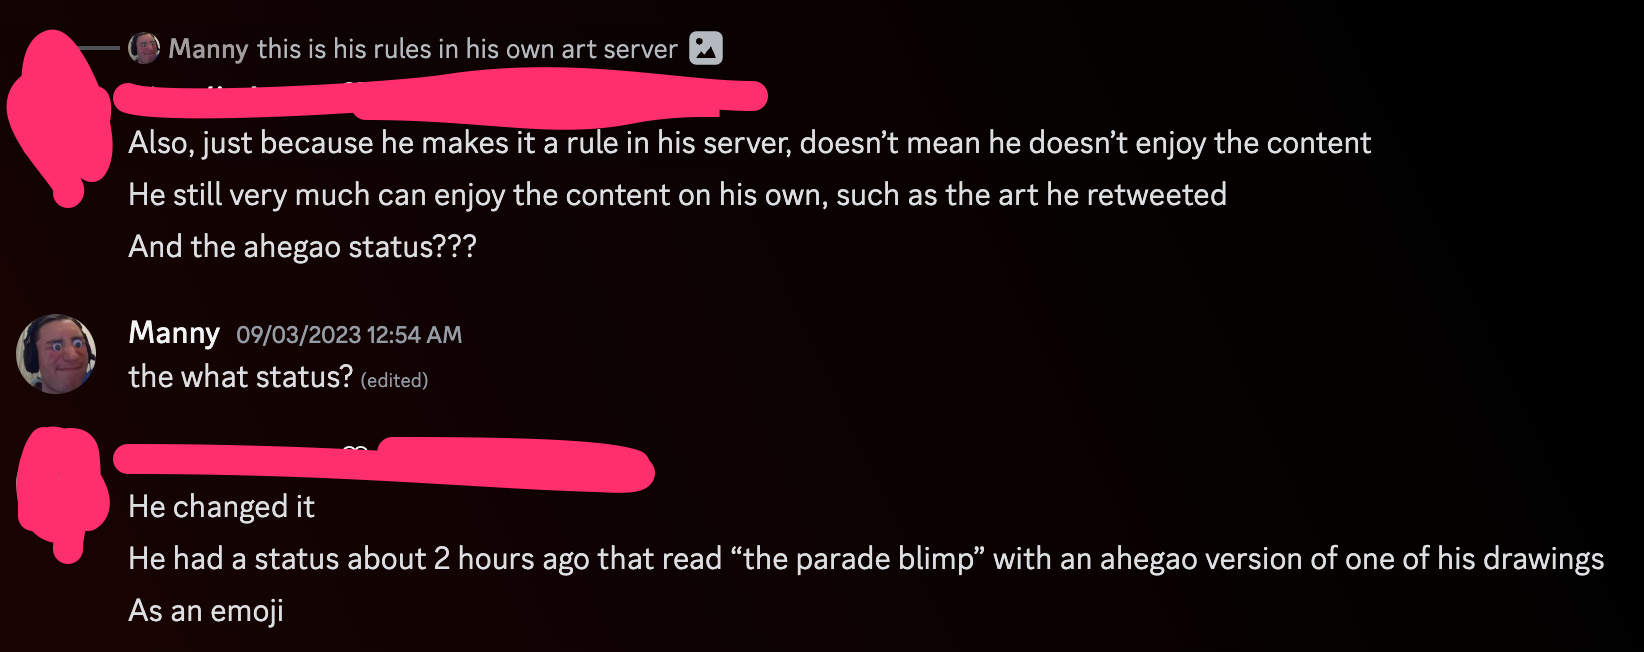 Manny this is his rules in his own art server
Also, just because he makes it a rule in his server, doesn’t mean he doesn’t enjoy the content
He still very much can enjoy the content on his own, such as the art he retweeted
And the ahegao status???
Manny 09/03/2023 12:54 AM
the what status? (edited)
He changed it
He had a status about 2 hours ago that read “the parade blimp” with an ahegao version of one of his drawings
As an emoji